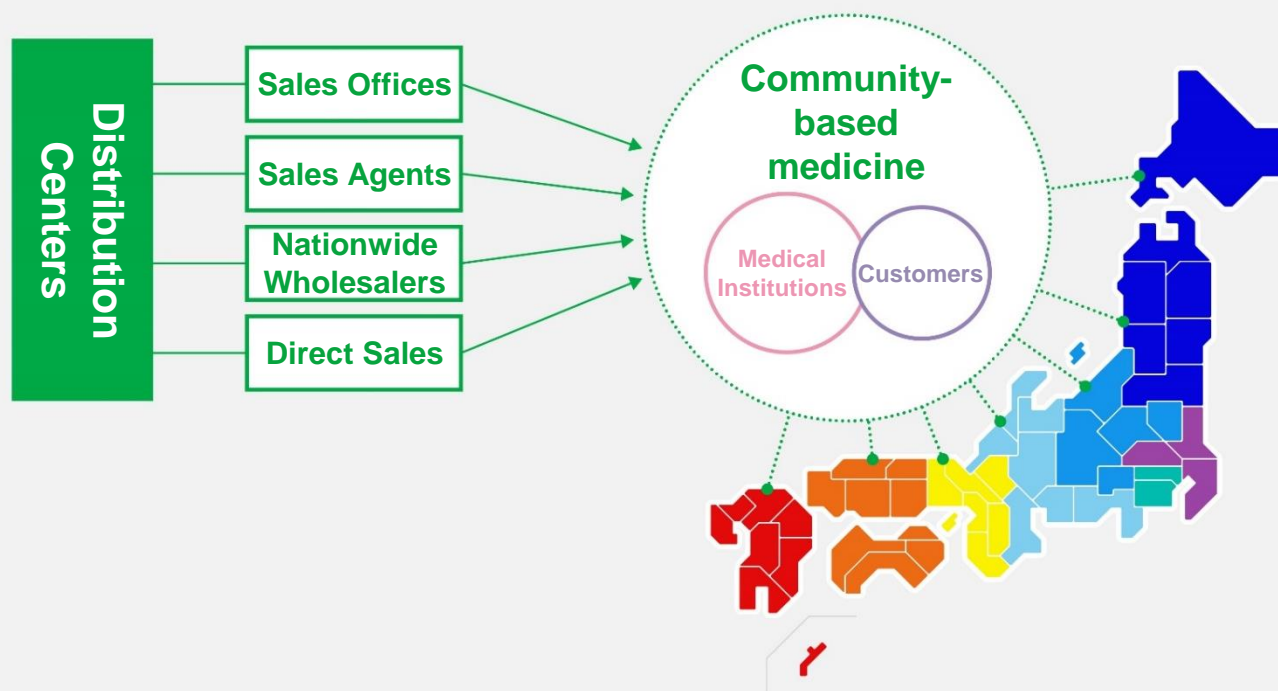 Distribution
Centers
Sales Offices
Sales Agents
Nationwide
Wholesalers
Direct Sales
Community-
based
medicine
Medical
Institutions
Customers